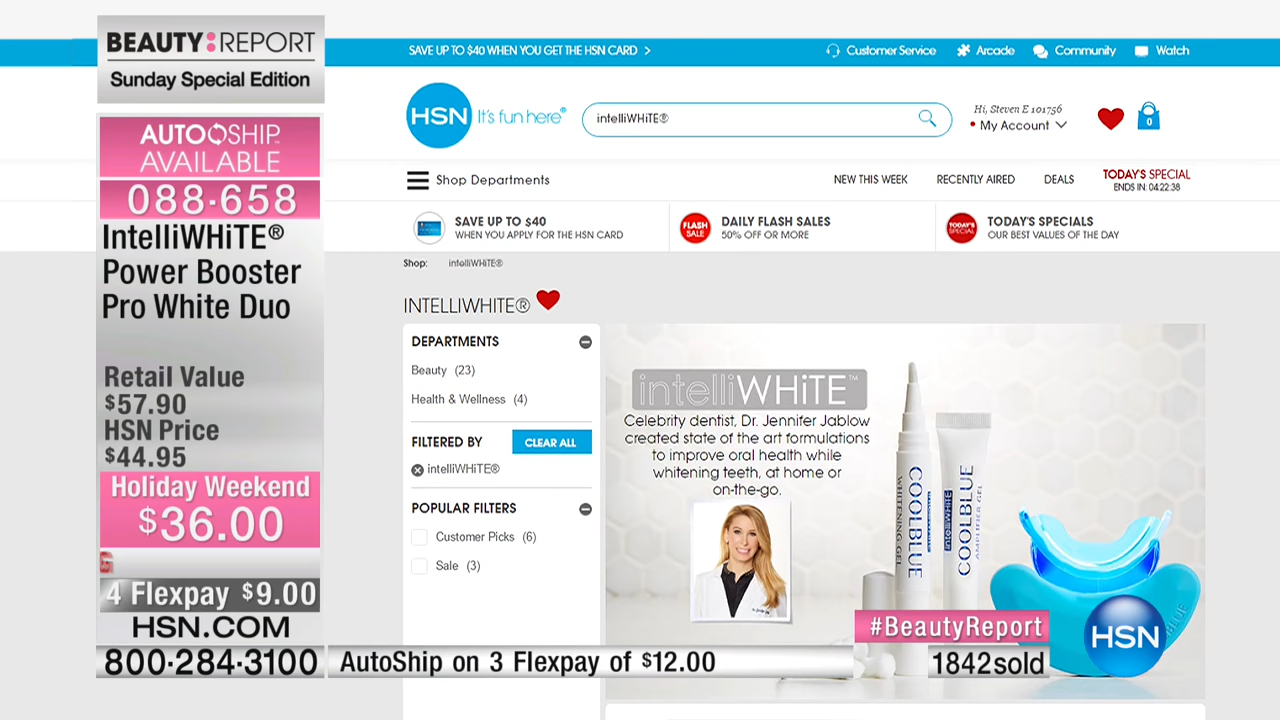 BEAUTY:REPORT
Sunday Special Edition
AUTOSHIP
AVAILABLE
088-658
IntelliWHiTE®
Power Booster
Pro White Duo
Retail Value
$57.90
HSN Price
$44.95
Holiday Weekend
$36.00
4 Flexpay $9.00
HSN.COM
800·284·3100
AutoShip on 3 Flexpay of $12.00
SAVE UP TO $40 WHEN YOU GET THE HSN CARD >
Customer Service
Arcade
Community
Watch
HSN It's fun here®
intelliWHiTE®
Hi, Steven E 101756
My Account
0
Shop Departments
NEW THIS WEEK
RECENTLY AIRED
DEALS
TODAY'S SPECIAL
ENDS IN: 04:22:38
SAVE UP TO $40
WHEN YOU APPLY FOR THE HSN CARD
FLASH
SALE
DAILY FLASH SALES
50% OFF OR MORE
TODAY'S
SPECIAL
TODAY'S SPECIALS
OUR BEST VALUES OF THE DAY
Shop: intelliWHiTE®
INTELLIWHITE®
DEPARTMENTS
Beauty (23)
Health & Wellness (4)
FILTERED BY
CLEAR ALL
intelliWHiTE®
POPULAR FILTERS
Customer Picks (6)
Sale (3)
intelliWHiTE™
Celebrity dentist, Dr. Jennifer Jablow
created state of the art formulations
to improve oral health while
whitening teeth, at home or
on-the-go.
COOLBLUE
WHITENING GEL
intelliWHiTE
COOLBLUE
AMPLIFIER GEL
#BeautyReport
HSN
1842sold